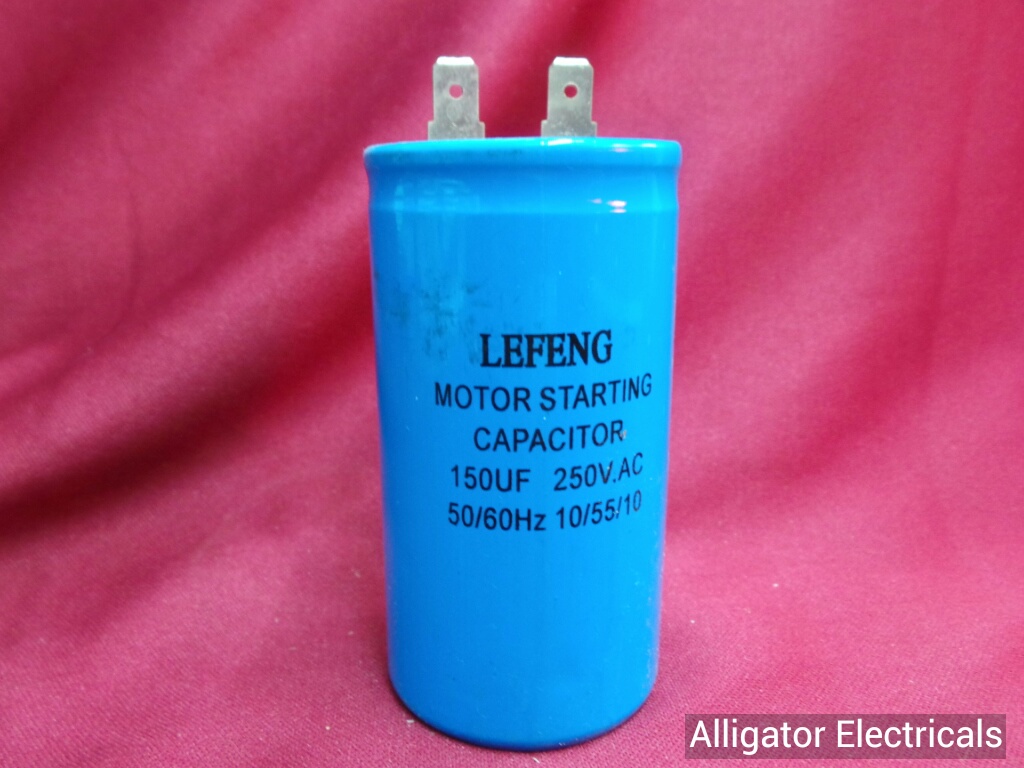 LEFENG
MOTOR STARTING
CAPACITOR
150UF 250V.AC
50/60Hz 10/55/10
Alligator Electricals